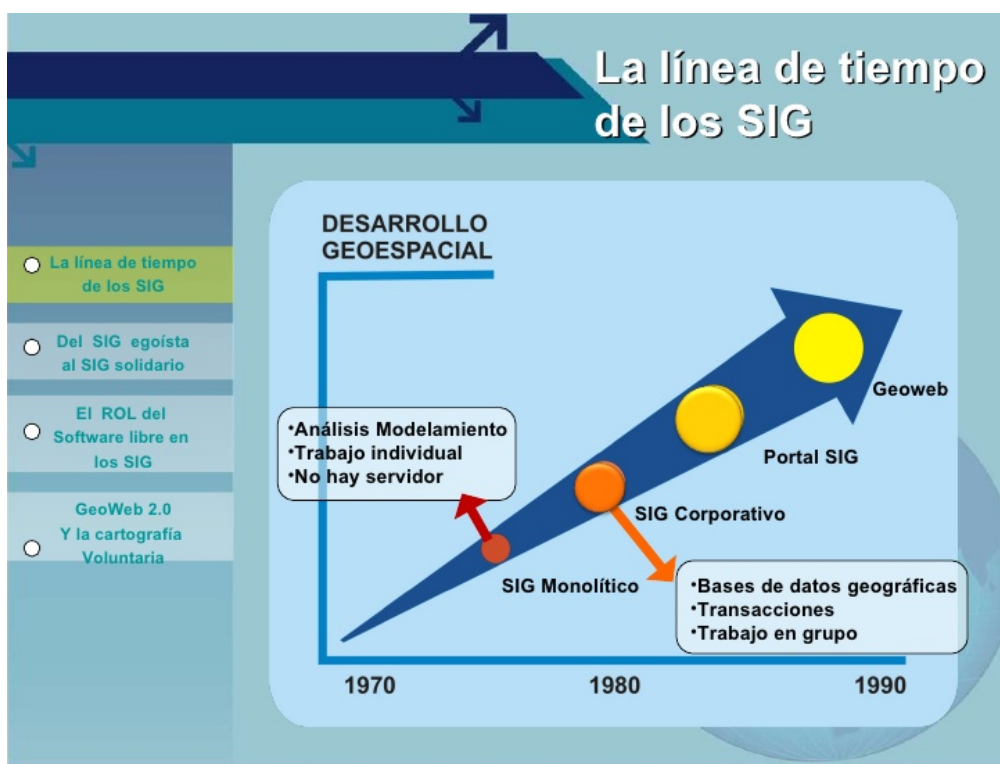 La línea de tiempo
de los SIG
La línea de tiempo
de los SIG
Del SIG egoísta
al SIG solidario
El ROL del
Software libre en
los SIG
GeoWeb 2.0
Y la cartografía
Voluntaria
DESARROLLO
GEOESPACIAL
Geoweb
•Análisis Modelamiento
•Trabajo individual
•No hay servidor
Portal SIG
SIG Corporativo
SIG Monolítico
•Bases de datos geográficas
•Transacciones
•Trabajo en grupo
1970
1980
1990